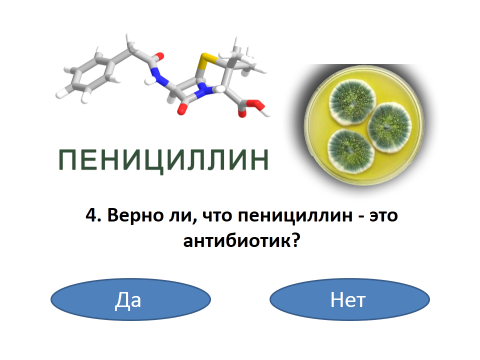 ПЕНИЦИЛЛИН
4. Верно ли, что пенициллин - это
антибиотик?
Да
Нет